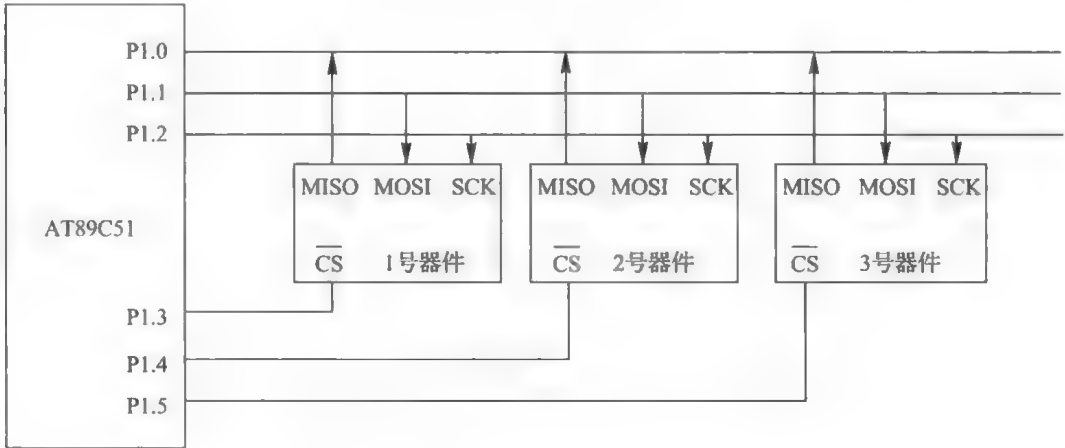 P1.0
P1.1
P1.2
MISO MOSI SCK
MISO MOSI SCK
MISO MOSI SCK
AT89C51
CS 1号器件
CS 2号器件
CS 3号器件
P1.3
P1.4
P1.5